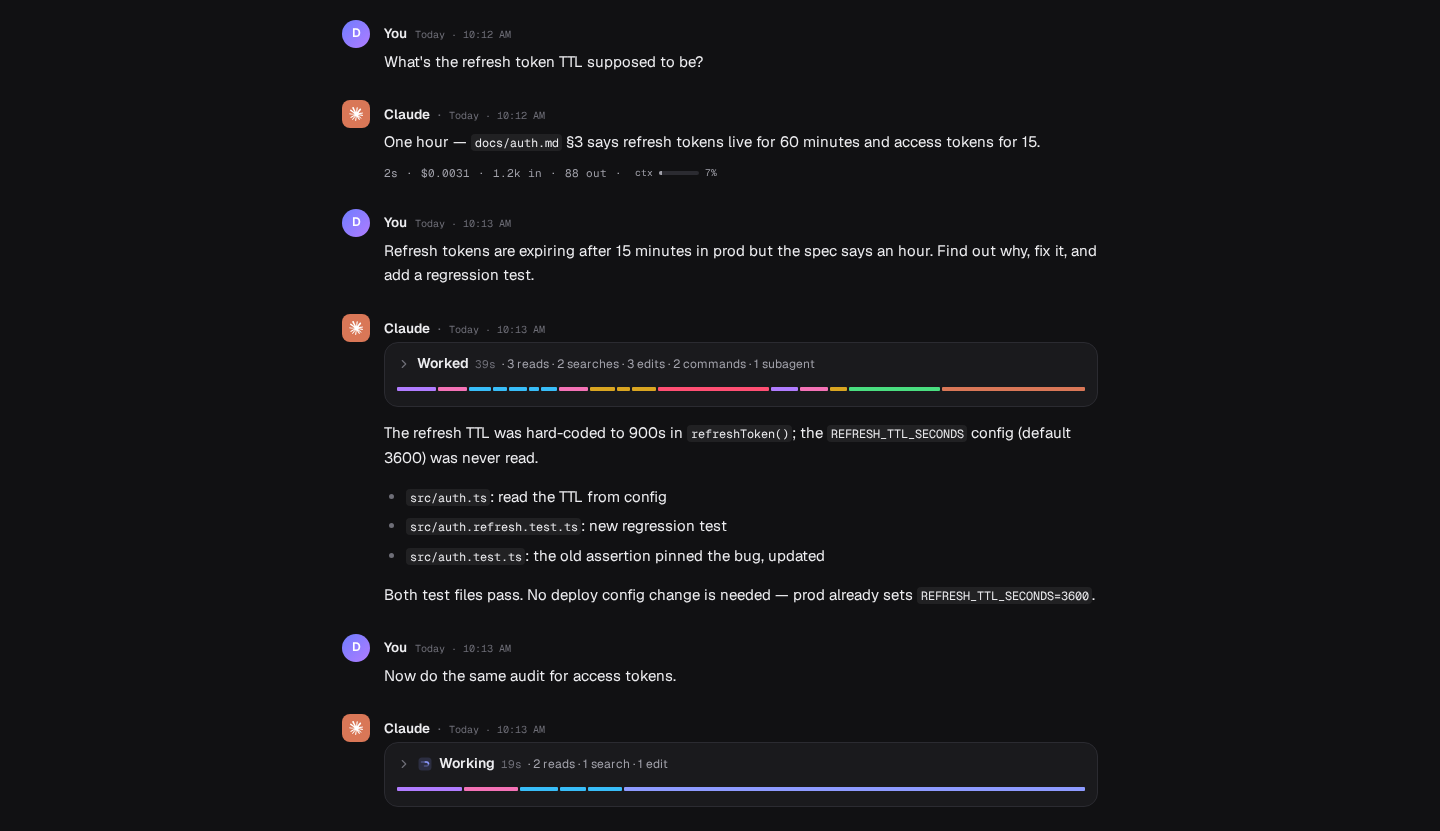 D You Today · 10:12 AM
What's the refresh token TTL supposed to be?
Claude · Today · 10:12 AM
One hour — docs/auth.md §3 says refresh tokens live for 60 minutes and access tokens for 15.
2s · $0.0031 · 1.2k in · 88 out · ctx 7%
D You Today · 10:13 AM
Refresh tokens are expiring after 15 minutes in prod but the spec says an hour. Find out why, fix it, and
add a regression test.
Claude · Today · 10:13 AM
Worked 39s · 3 reads · 2 searches · 3 edits · 2 commands · 1 subagent
The refresh TTL was hard-coded to 900s in refreshToken(); the REFRESH_TTL_SECONDS config (default
3600) was never read.
• src/auth.ts: read the TTL from config
• src/auth.refresh.test.ts: new regression test
• src/auth.test.ts: the old assertion pinned the bug, updated
Both test files pass. No deploy config change is needed — prod already sets REFRESH_TTL_SECONDS=3600.
D You Today · 10:13 AM
Now do the same audit for access tokens.
Claude · Today · 10:13 AM
Working 19s · 2 reads · 1 search · 1 edit